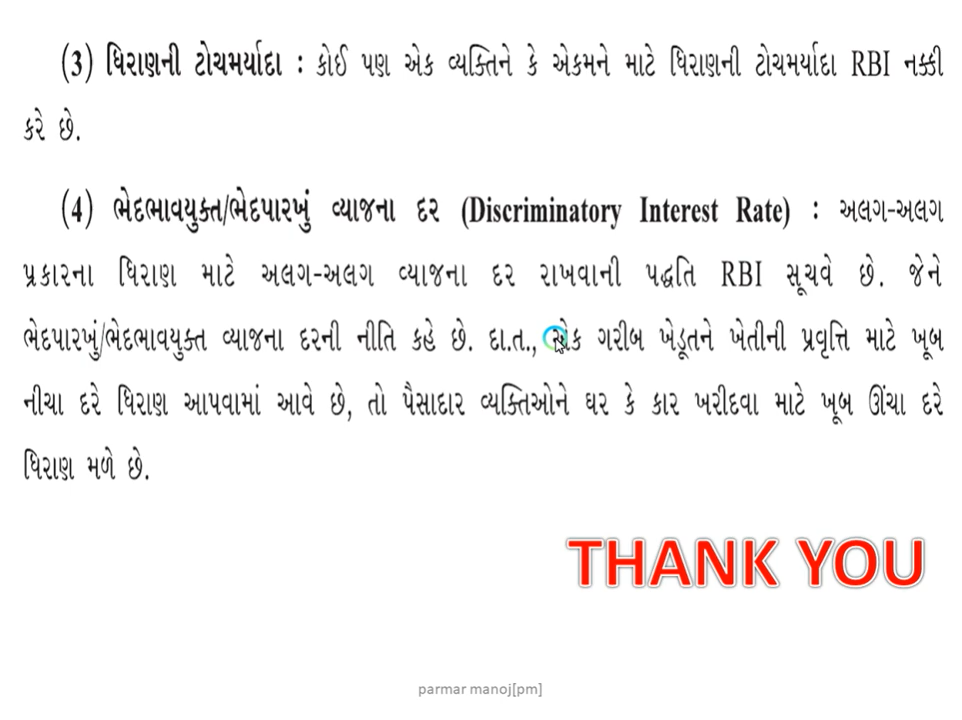 (3) ધિરાણની ટોચમર્યાદા : કોઈ પણ એક વ્યક્તિને કે એકમને માટે ધિરાણની ટોચમર્યાદા RBI નક્કી
કરે છે.
(4) ભેદભાવયુક્ત/ભેદપારખું વ્યાજના દર (Discriminatory Interest Rate) : અલગ-અલગ
પ્રકારના ધિરાણ માટે અલગ-અલગ વ્યાજના દર રાખવાની પદ્ધતિ RBI સૂચવે છે. જેને
ભેદપારખું/ભેદભાવયુક્ત વ્યાજના દરની નીતિ કહે છે. દા.ત., એક ગરીબ ખેડૂતને ખેતીની પ્રવૃત્તિ માટે ખૂબ
નીચા દરે ધિરાણ આપવામાં આવે છે, તો પૈસાદાર વ્યક્તિઓને ઘર કે કાર ખરીદવા માટે ખૂબ ઊંચા દરે
ધિરાણ મળે છે.
THANK YOU
parmar manoj[pm]